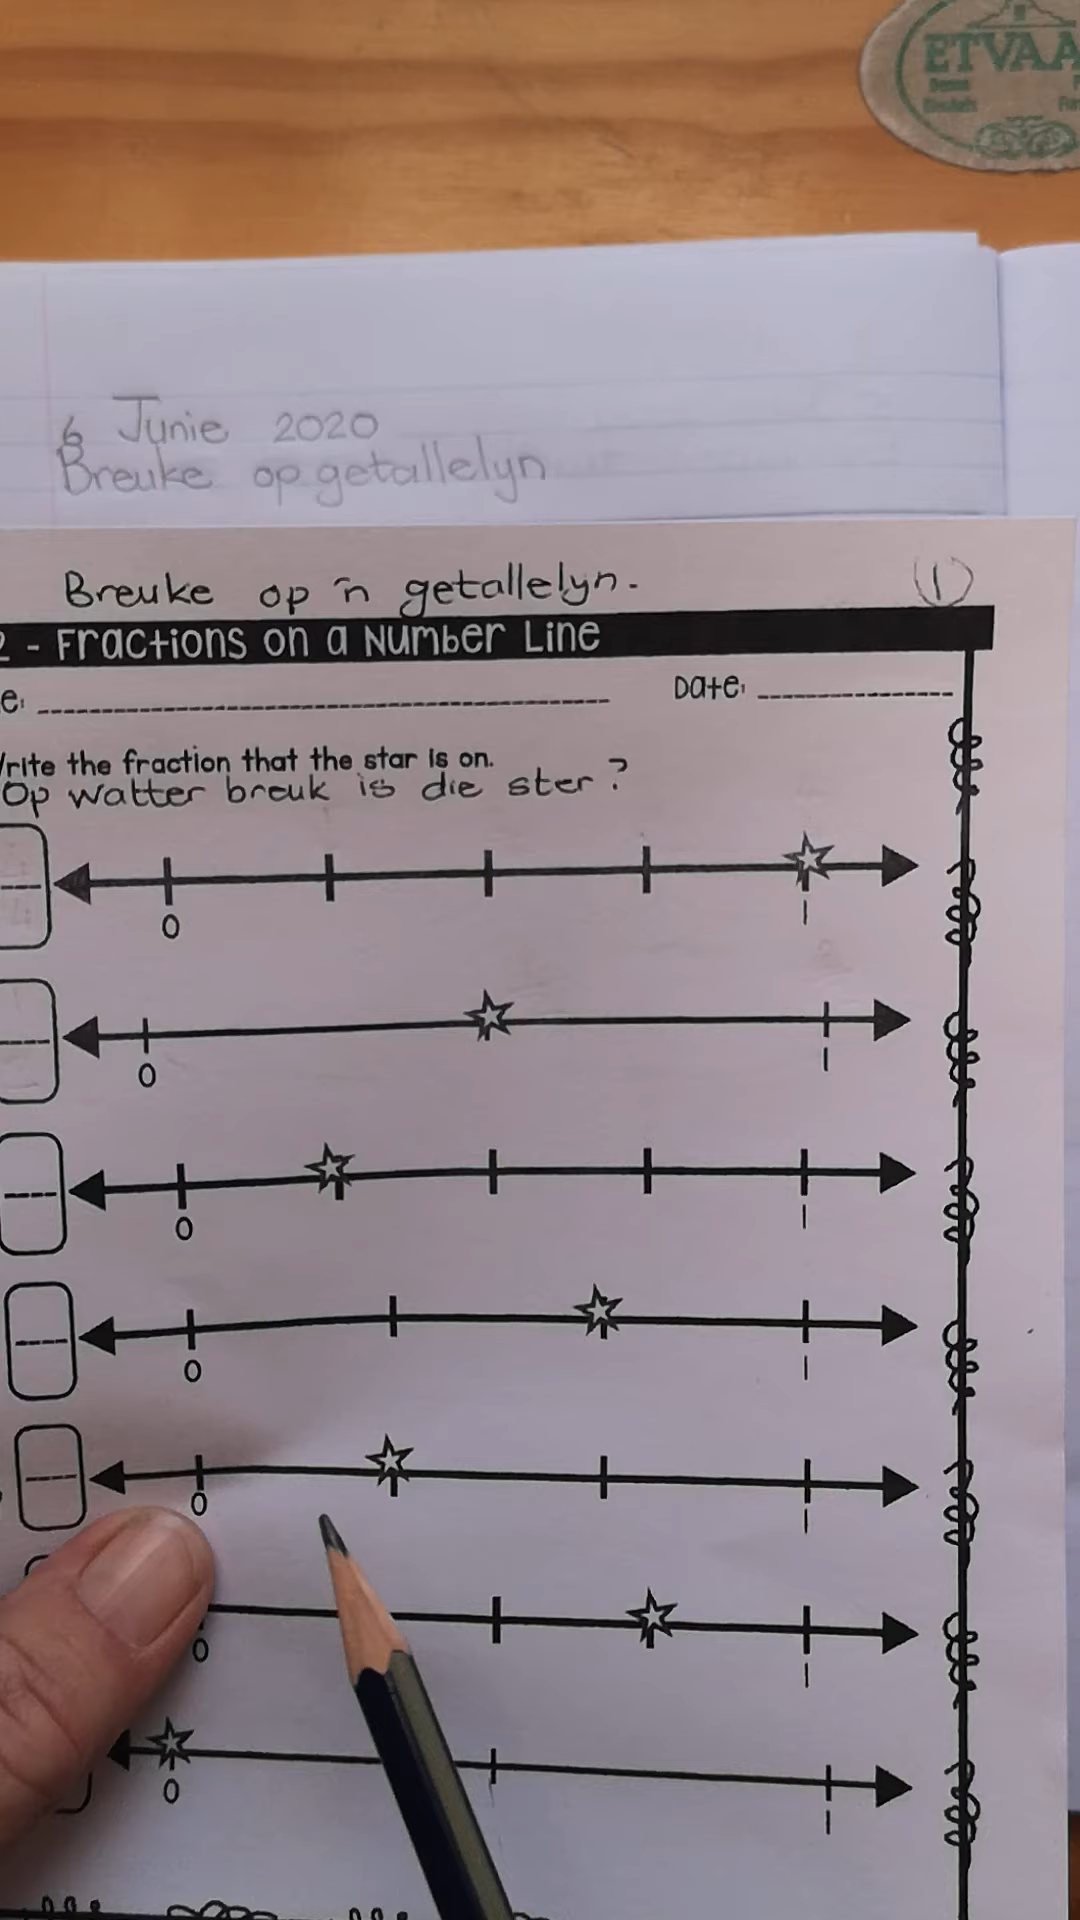 ETVAA
6 Junie 2020
Breuke op getallelyn
Breuke op 'n getallelyn.
1
2 - Fractions on a Number Line
e:
Date:
rite the fraction that the star is on.
Op watter breuk is die ster?
0 1
0 1
0 1
0 1
0 1
0 1
0 1